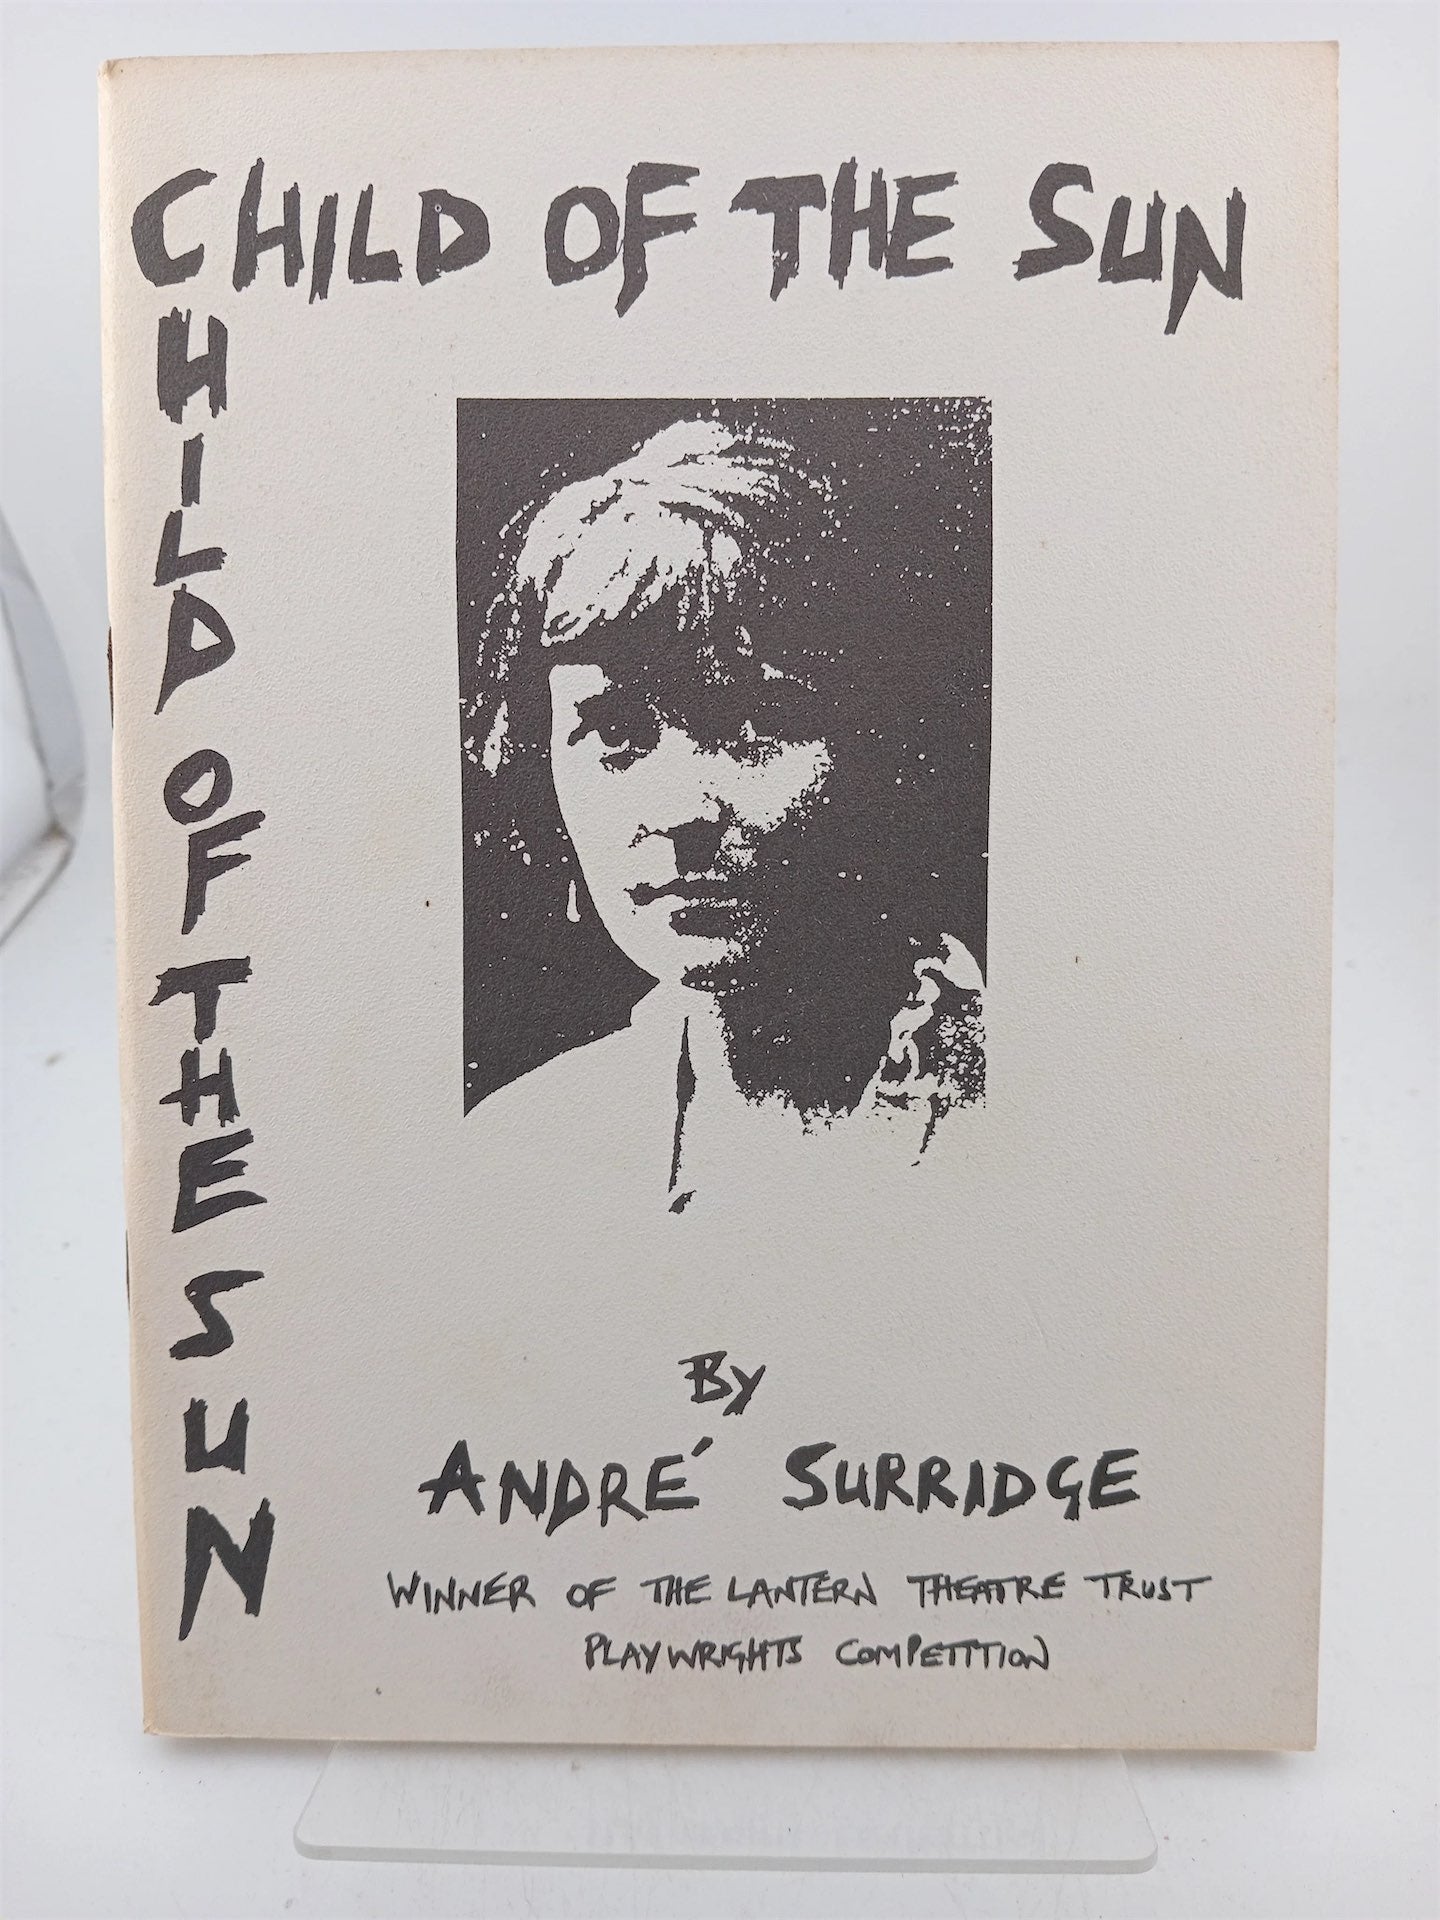 CHILD OF THE SUN
CHILD OF THE SUN
BY
ANDRÉ SURRIDGE
WINNER OF THE LANTERN THEATRE TRUST
PLAYWRIGHTS COMPETITION